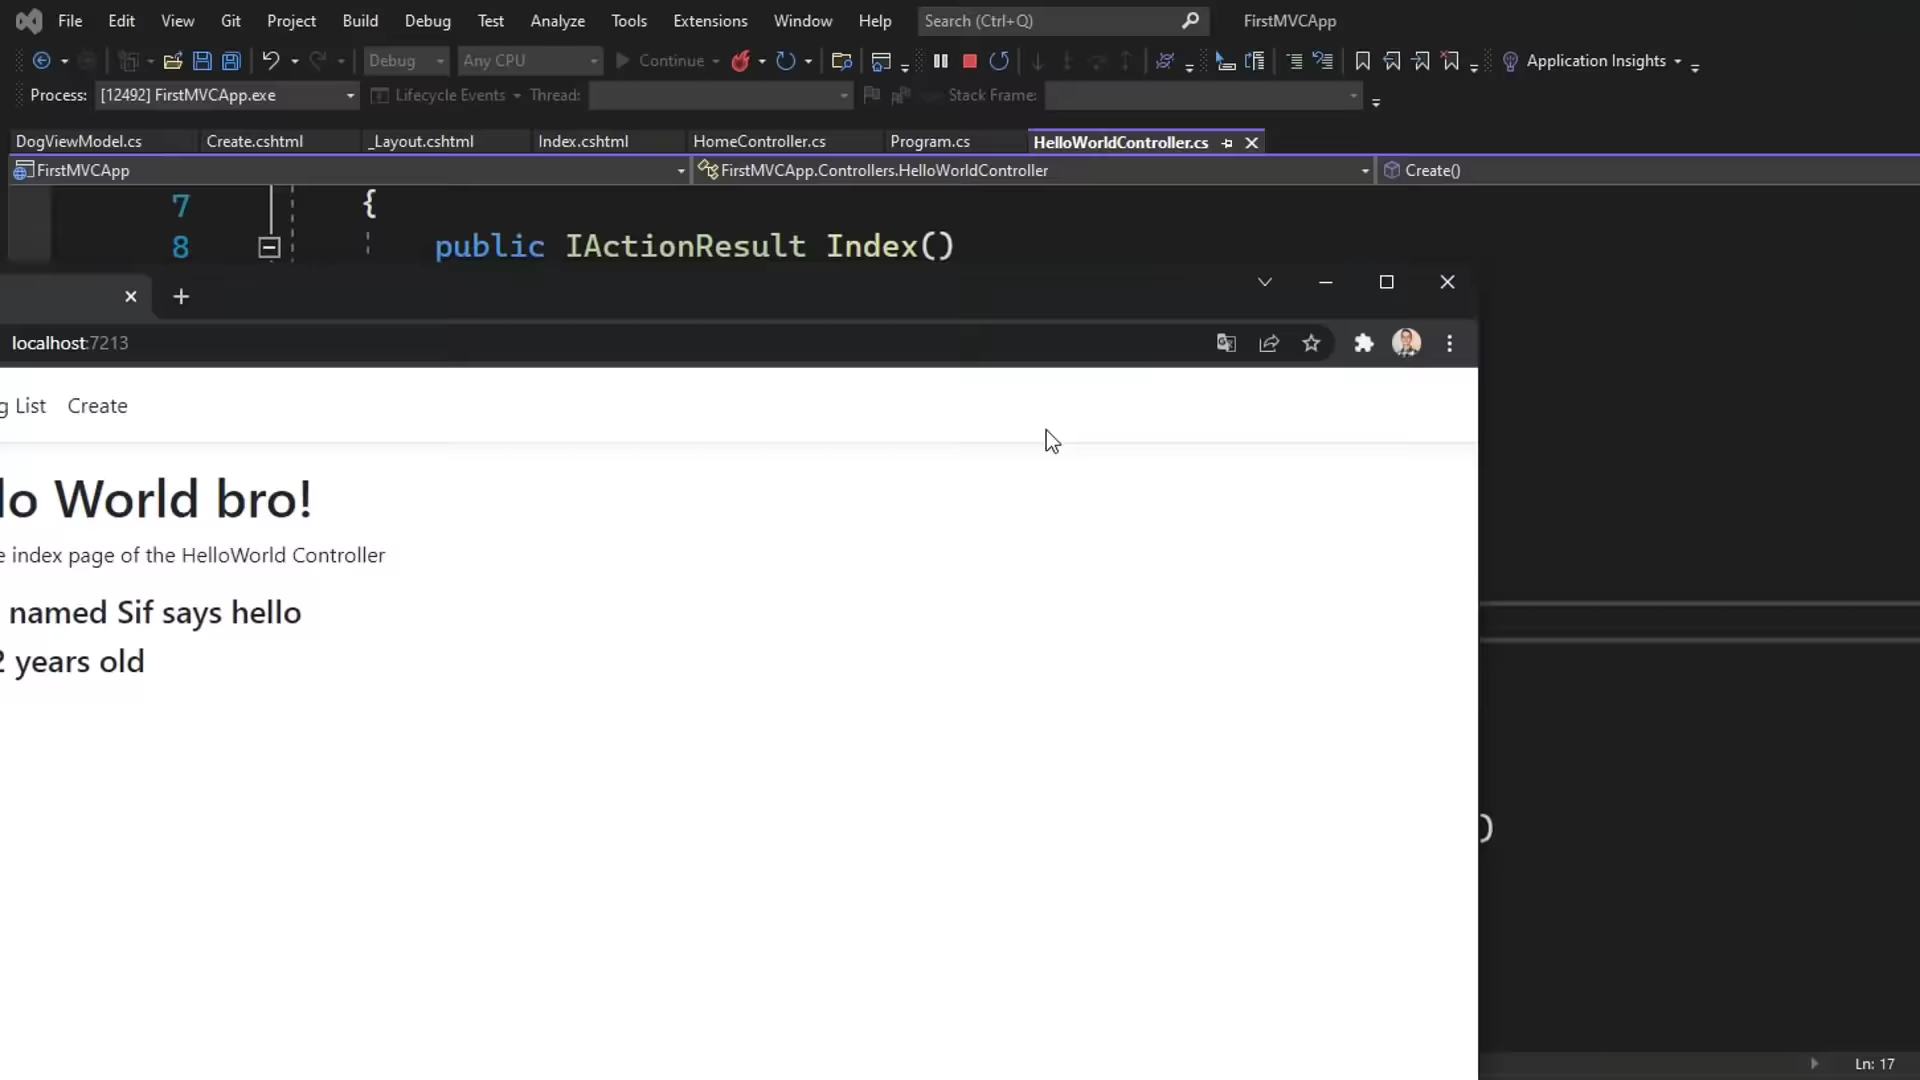 File Edit View Git Project Build Debug Test Analyze Tools Extensions Window Help Search (Ctrl+Q) FirstMVCApp
Debug Any CPU Continue Application Insights
Process: [12492] FirstMVCApp.exe Lifecycle Events Thread: Stack Frame:
DogViewModel.cs Create.cshtml _Layout.cshtml Index.cshtml HomeController.cs Program.cs HelloWorldController.cs
FirstMVCApp FirstMVCApp.Controllers.HelloWorldController Create()
7 {
8 public IActionResult Index()
localhost:7213
g List Create
lo World bro!
e index page of the HelloWorld Controller
named Sif says hello
2 years old
)
Ln: 17